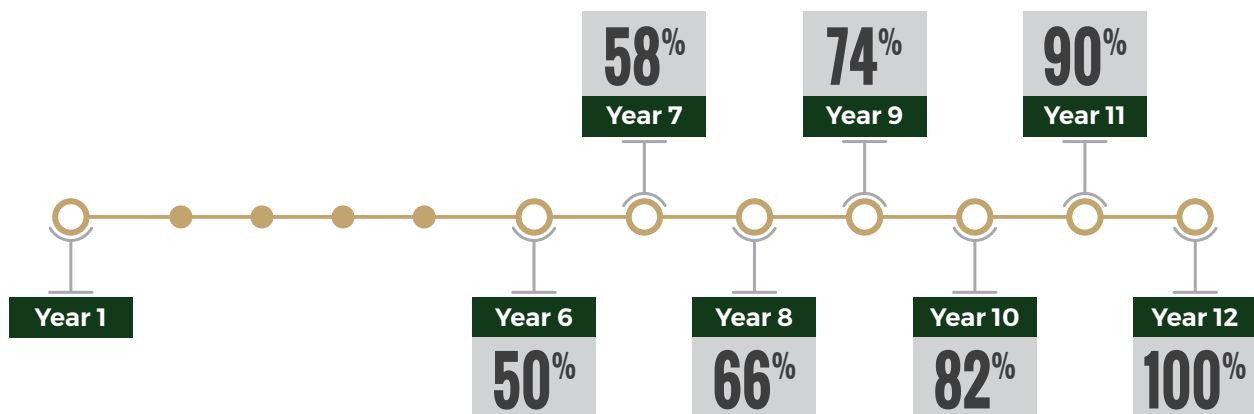 58%
Year 7
74%
Year 9
90%
Year 11
Year 1
Year 6
50%
Year 8
66%
Year 10
82%
Year 12
100%